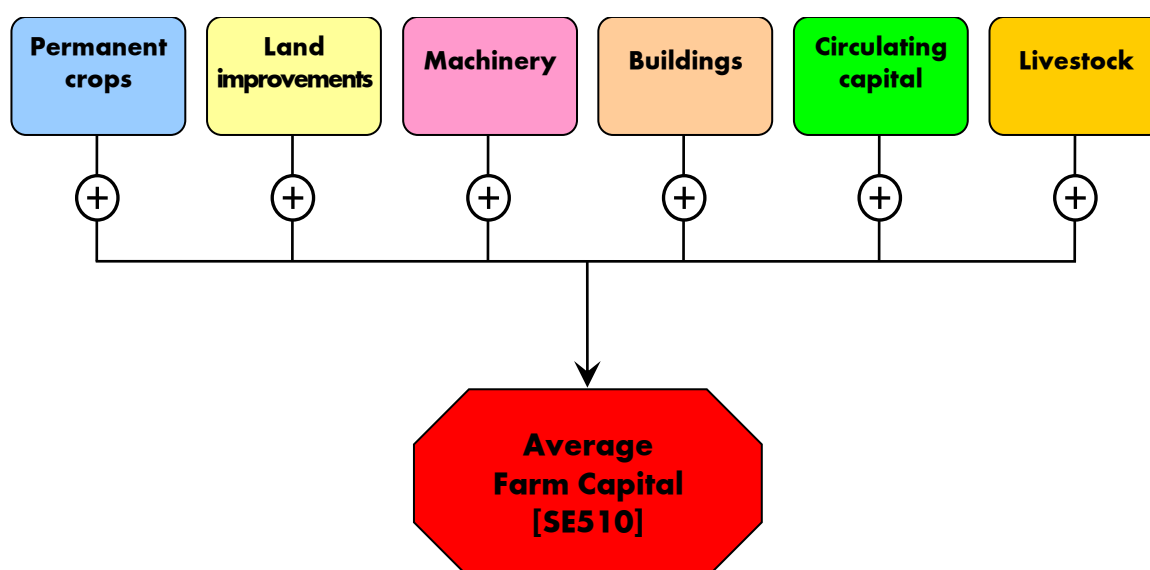 Permanent
crops
Land
improvements
Machinery
Buildings
Circulating
capital
Livestock
+
+
+
+
+
+
Average
Farm Capital
[SE510]